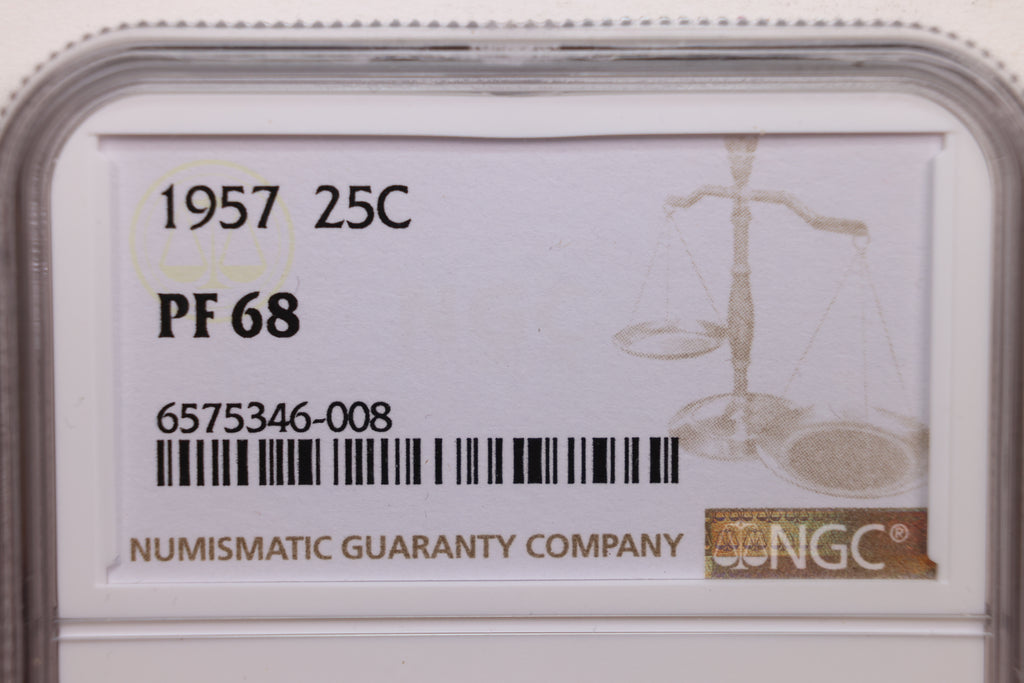 1957 25C
PF 68
6575346-008
NUMISMATIC GUARANTY COMPANY
NGC®